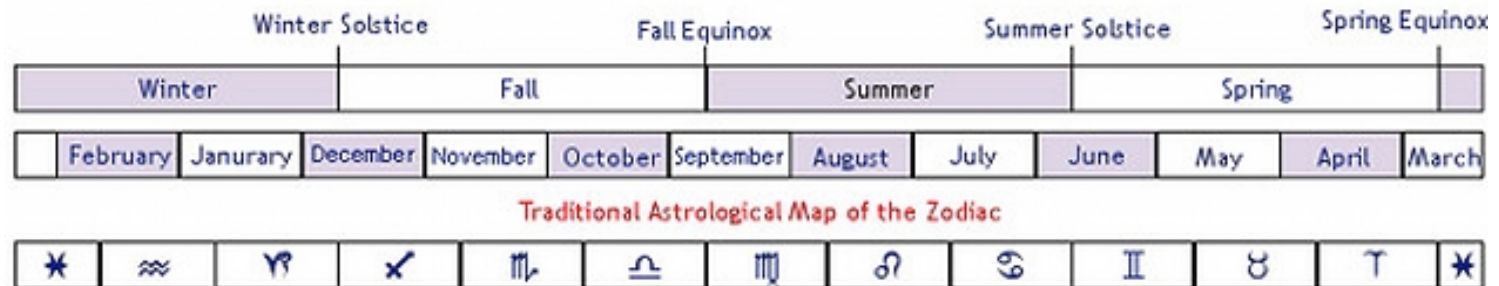 Winter Solstice Fall Equinox Summer Solstice Spring Equinox
Winter Fall Summer Spring
February Janurary December November October September August July June May April March
Traditional Astrological Map of the Zodiac
♓ ♒ ♑ ♐ ♏ ♎ ♍ ♌ ♋ ♊ ♉ ♈ ♓